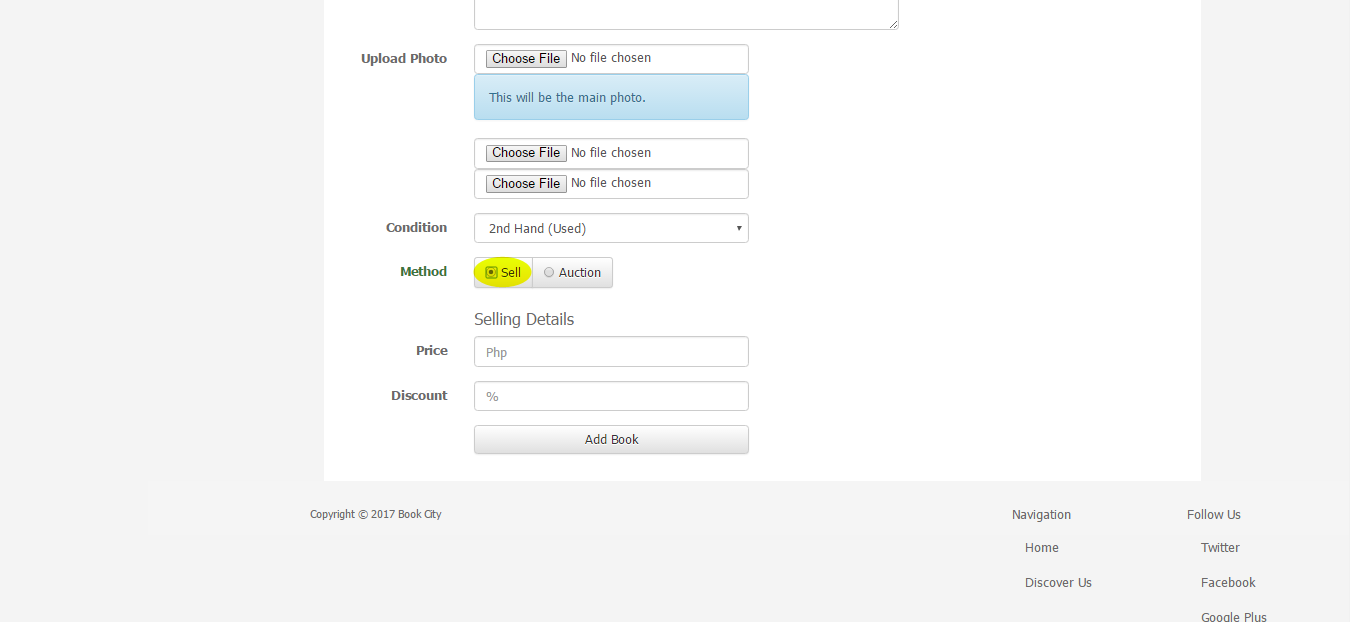 Upload Photo Choose File No file chosen
This will be the main photo.
Choose File No file chosen
Choose File No file chosen
Condition 2nd Hand (Used)
Method Sell Auction
Selling Details
Price Php
Discount %
Add Book
Copyright © 2017 Book City
Navigation
Home
Discover Us
Follow Us
Twitter
Facebook
Google Plus